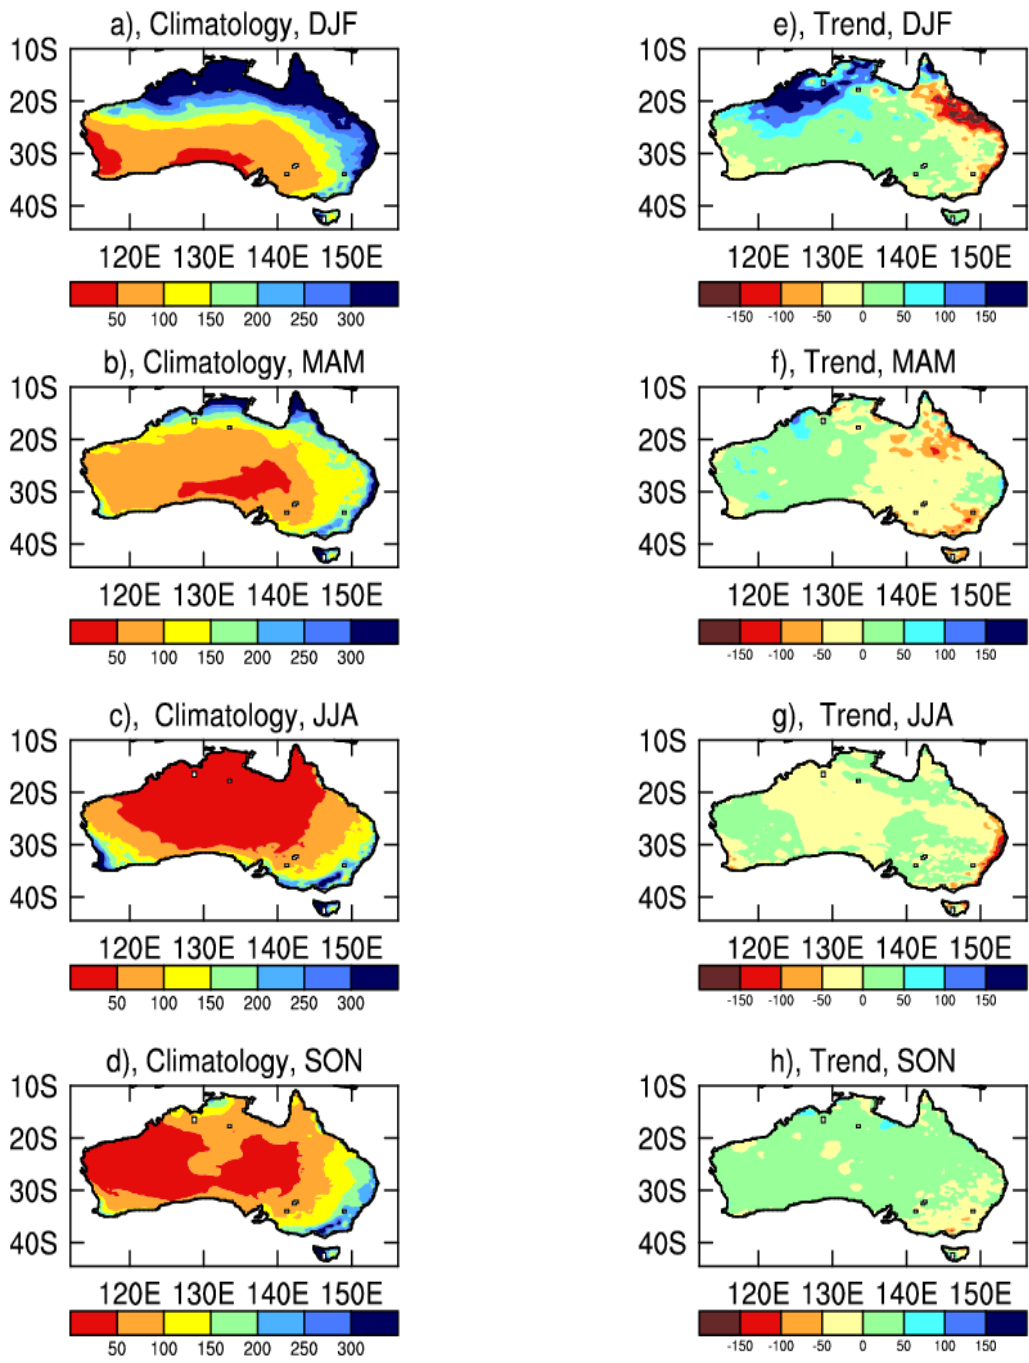 a), Climatology, DJF
10S
20S
30S
40S
120E 130E 140E 150E
50 100 150 200 250 300
e), Trend, DJF
10S
20S
30S
40S
120E 130E 140E 150E
-150 -100 -50 0 50 100 150
b), Climatology, MAM
10S
20S
30S
40S
120E 130E 140E 150E
50 100 150 200 250 300
f), Trend, MAM
10S
20S
30S
40S
120E 130E 140E 150E
-150 -100 -50 0 50 100 150
c), Climatology, JJA
10S
20S
30S
40S
120E 130E 140E 150E
50 100 150 200 250 300
g), Trend, JJA
10S
20S
30S
40S
120E 130E 140E 150E
-150 -100 -50 0 50 100 150
d), Climatology, SON
10S
20S
30S
40S
120E 130E 140E 150E
50 100 150 200 250 300
h), Trend, SON
10S
20S
30S
40S
120E 130E 140E 150E
-150 -100 -50 0 50 100 150